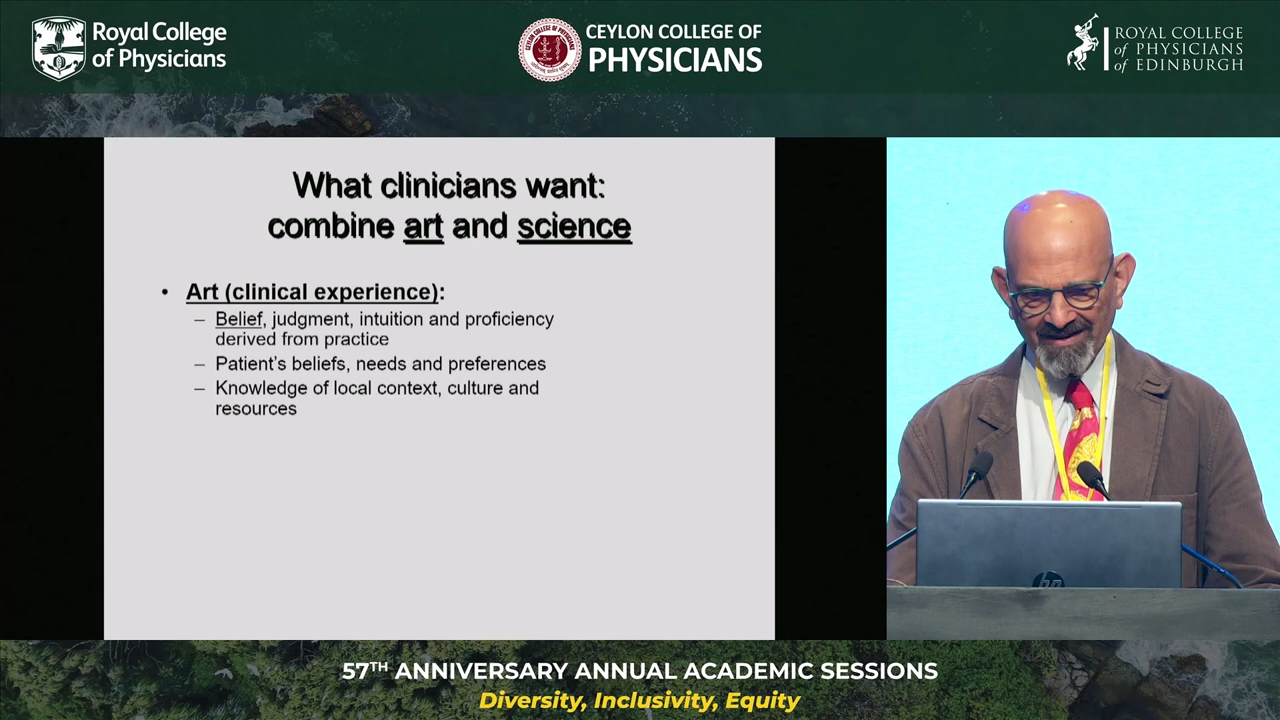 Royal College
of Physicians
CEYLON COLLEGE OF
PHYSICIANS
ROYAL COLLEGE
of PHYSICIANS
of EDINBURGH
What clinicians want:
combine art and science
• Art (clinical experience):
– Belief, judgment, intuition and proficiency
derived from practice
– Patient's beliefs, needs and preferences
– Knowledge of local context, culture and
resources
hp
57TH ANNIVERSARY ANNUAL ACADEMIC SESSIONS
Diversity, Inclusivity, Equity